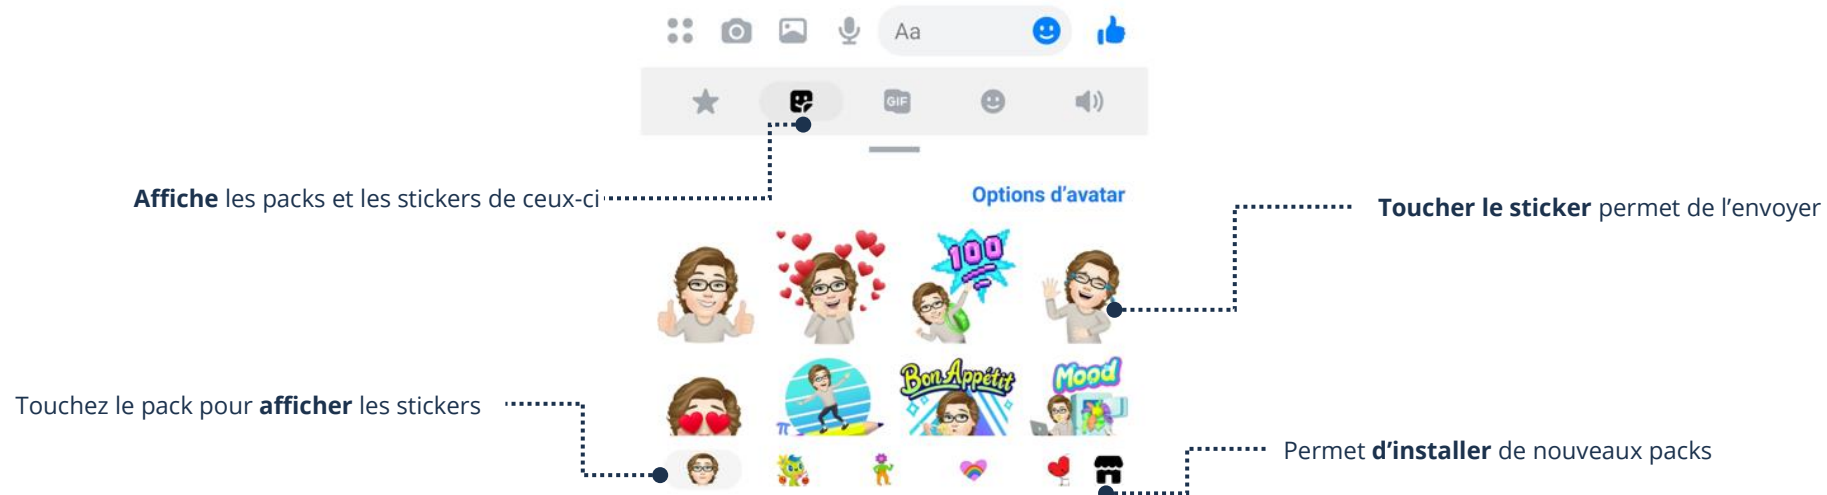 Aa
GIF
Affiche les packs et les stickers de ceux-ci
Options d’avatar
Toucher le sticker permet de l’envoyer
100
Bon Appétit
Mood
π
Touchez le pack pour afficher les stickers
Permet d’installer de nouveaux packs